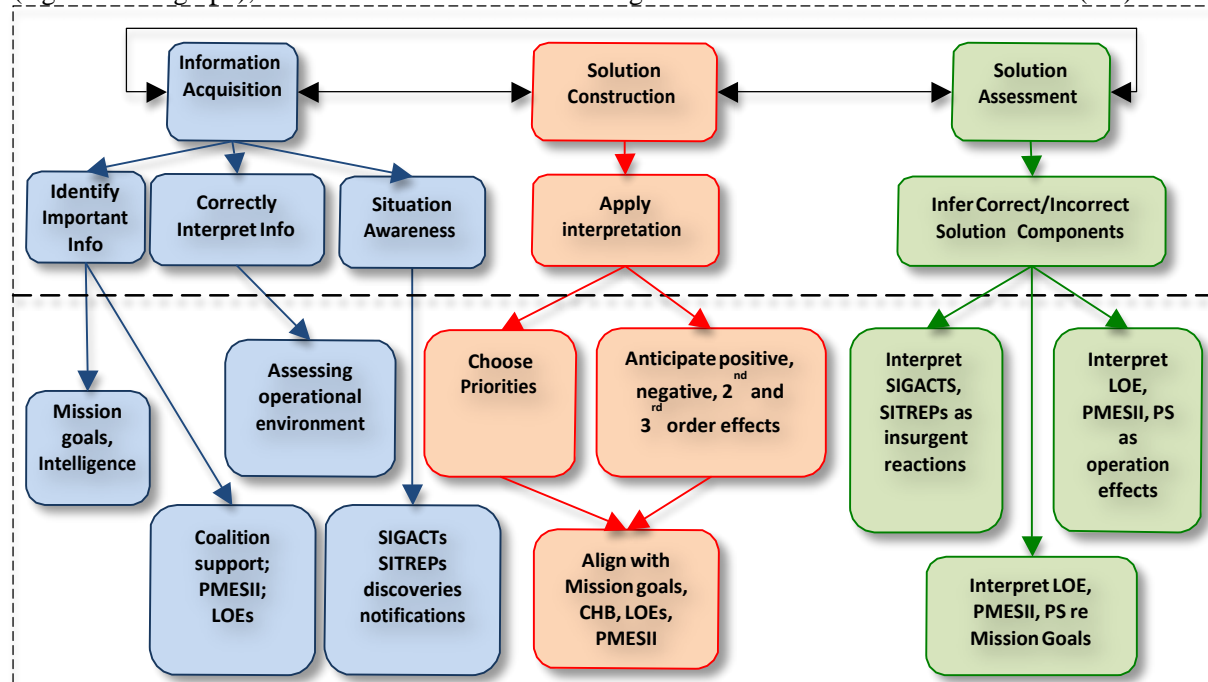 Information
Acquisition
Solution
Construction
Solution
Assessment
Identify
Important
Info
Correctly
Interpret Info
Situation
Awareness
Apply
interpretation
Infer Correct/Incorrect
Solution Components
Mission
goals,
Intelligence
Assessing
operational
environment
Choose
Priorities
Anticipate positive,
negative, 2nd and
3rd order effects
Interpret
SIGACTS,
SITREPs as
insurgent
reactions
Interpret
LOE,
PMESII, PS
as
operation
effects
Coalition
support;
PMESII;
LOEs
SIGACTs
SITREPs
discoveries
notifications
Align with
Mission goals,
CHB, LOEs,
PMESII
Interpret LOE,
PMESII, PS re
Mission Goals